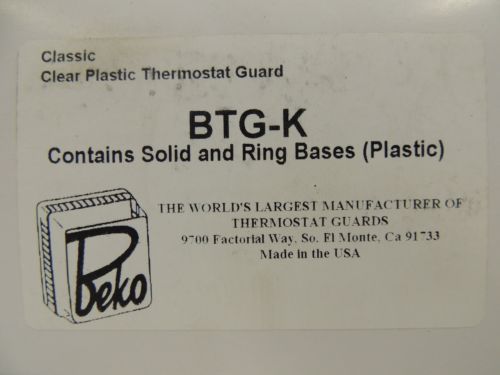 Classic
Clear Plastic Thermostat Guard
BTG-K
Contains Solid and Ring Bases (Plastic)
THE WORLD'S LARGEST MANUFACTURER OF
THERMOSTAT GUARDS
9700 Factorial Way, So. El Monte, Ca 91733
Made in the USA
Beko